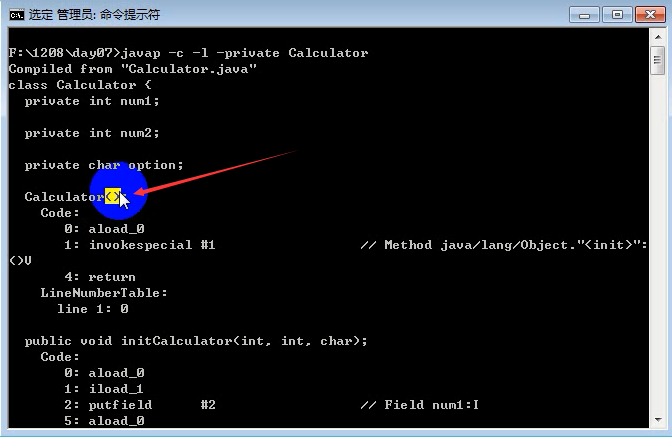 选定 管理员: 命令提示符
F:\1208\day07>javap -c -l -private Calculator
Compiled from "Calculator.java"
class Calculator {
private int num1;
private int num2;
private char option;
Calculator();
Code:
0: aload_0
1: invokespecial #1 // Method java/lang/Object."<init>":
()V
4: return
LineNumberTable:
line 1: 0
public void initCalculator(int, int, char);
Code:
0: aload_0
1: iload_1
2: putfield #2 // Field num1:I
5: aload_0